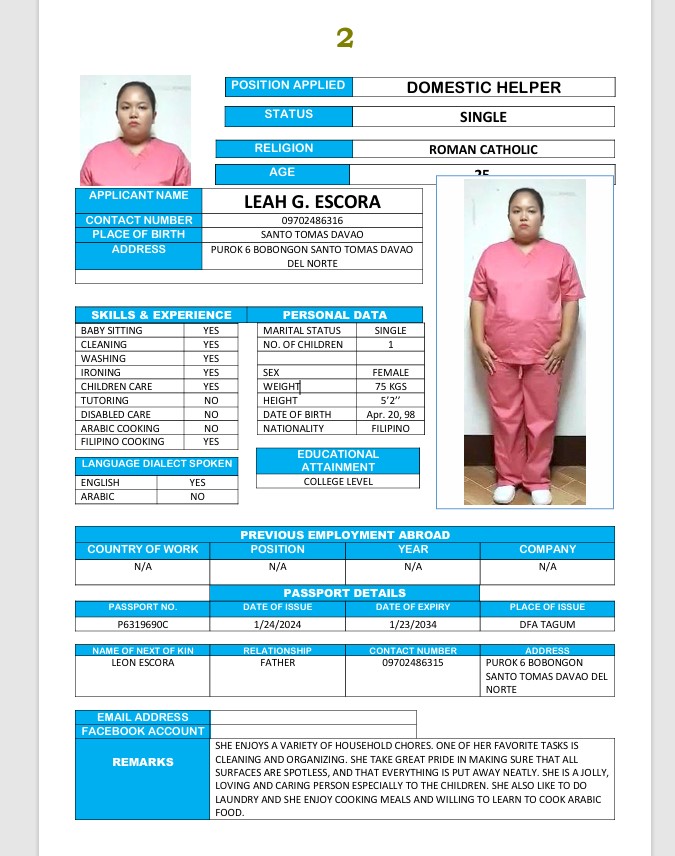 2
POSITION APPLIED DOMESTIC HELPER
STATUS SINGLE
RELIGION ROMAN CATHOLIC
AGE 25
APPLICANT NAME LEAH G. ESCORA
CONTACT NUMBER 09702486316
PLACE OF BIRTH SANTO TOMAS DAVAO
ADDRESS PUROK 6 BOBONGON SANTO TOMAS DAVAO
DEL NORTE
SKILLS & EXPERIENCE PERSONAL DATA
BABY SITTING YES MARITAL STATUS SINGLE
CLEANING YES NO. OF CHILDREN 1
WASHING YES
IRONING YES SEX FEMALE
CHILDREN CARE YES WEIGHT 75 KGS
TUTORING NO HEIGHT 5'2''
DISABLED CARE NO DATE OF BIRTH Apr. 20, 98
ARABIC COOKING NO NATIONALITY FILIPINO
FILIPINO COOKING YES
LANGUAGE DIALECT SPOKEN
ENGLISH YES
ARABIC NO
EDUCATIONAL
ATTAINMENT
COLLEGE LEVEL
PREVIOUS EMPLOYMENT ABROAD
COUNTRY OF WORK POSITION YEAR COMPANY
N/A N/A N/A N/A
PASSPORT DETAILS
PASSPORT NO. DATE OF ISSUE DATE OF EXPIRY PLACE OF ISSUE
P6319690C 1/24/2024 1/23/2034 DFA TAGUM
NAME OF NEXT OF KIN RELATIONSHIP CONTACT NUMBER ADDRESS
LEON ESCORA FATHER 09702486315 PUROK 6 BOBONGON
SANTO TOMAS DAVAO DEL
NORTE
EMAIL ADDRESS
FACEBOOK ACCOUNT
REMARKS
SHE ENJOYS A VARIETY OF HOUSEHOLD CHORES. ONE OF HER FAVORITE TASKS IS
CLEANING AND ORGANIZING. SHE TAKE GREAT PRIDE IN MAKING SURE THAT ALL
SURFACES ARE SPOTLESS, AND THAT EVERYTHING IS PUT AWAY NEATLY. SHE IS A JOLLY,
LOVING AND CARING PERSON ESPECIALLY TO THE CHILDREN. SHE ALSO LIKE TO DO
LAUNDRY AND SHE ENJOY COOKING MEALS AND WILLING TO LEARN TO COOK ARABIC
FOOD.